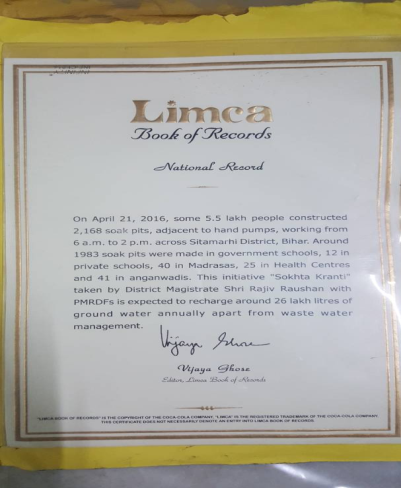 Limca
Book of Records
National Record
On April 21, 2016, some 5.5 lakh people constructed
2,168 soak pits, adjacent to hand pumps, working from
6 a.m. to 2 p.m. across Sitamarhi District, Bihar. Around
1983 soak pits were made in government schools, 12 in
private schools, 40 in Madrasas, 25 in Health Centres
and 41 in anganwadis. This initiative "Sokhta Kranti"
taken by District Magistrate Shri Rajiv Raushan with
PMRDFs is expected to recharge around 26 lakh litres of
ground water annually apart from waste water
management.
Vijaya Ghose
Vijaya Ghose
Editor, Limca Book of Records
"LIMCA BOOK OF RECORDS" IS THE COPYRIGHT OF THE COCA-COLA COMPANY. "LIMCA" IS THE REGISTERED TRADEMARK OF THE COCA-COLA COMPANY.
THIS CERTIFICATE DOES NOT NECESSARILY DENOTE AN ENTRY INTO LIMCA BOOK OF RECORDS.